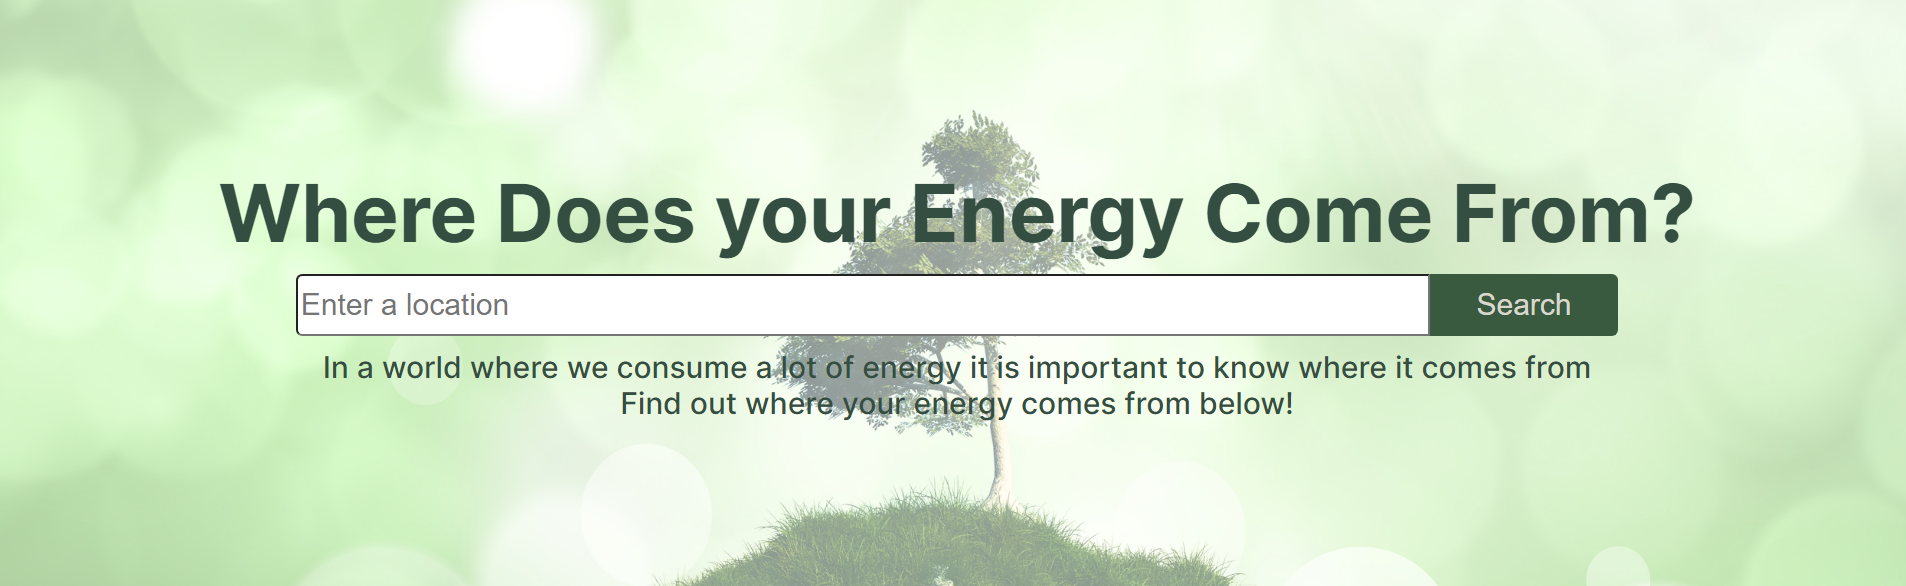 Where Does your Energy Come From?
Enter a location
Search
In a world where we consume a lot of energy it is important to know where it comes from
Find out where your energy comes from below!